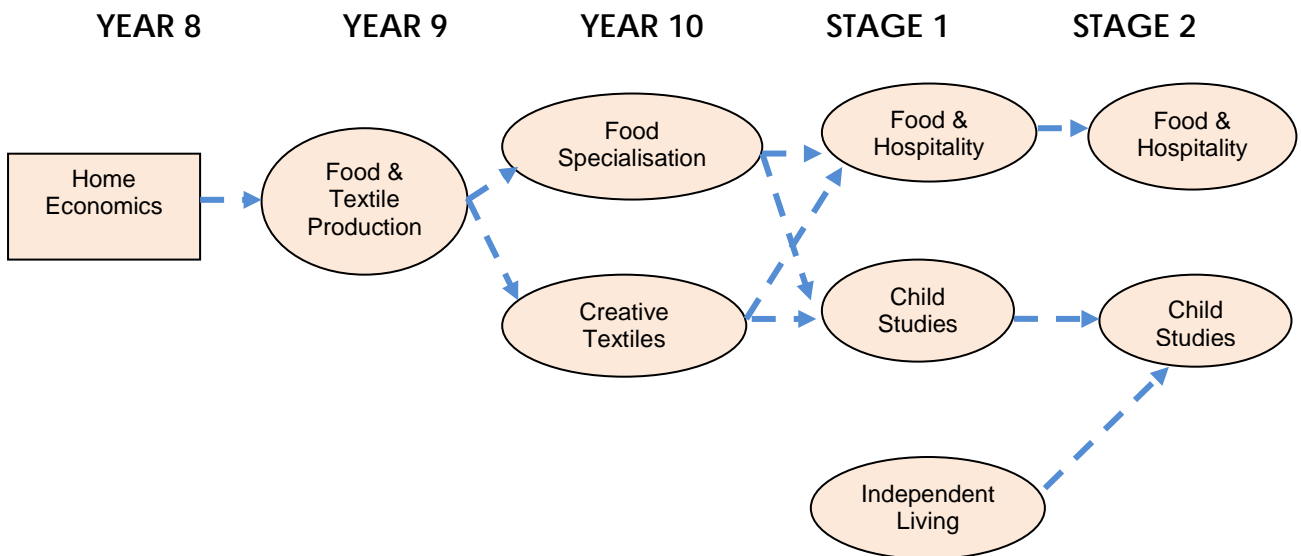 YEAR 8 YEAR 9 YEAR 10 STAGE 1 STAGE 2
Home
Economics
Food &
Textile
Production
Food
Specialisation
Creative
Textiles
Food &
Hospitality
Child
Studies
Independent
Living
Food &
Hospitality
Child
Studies